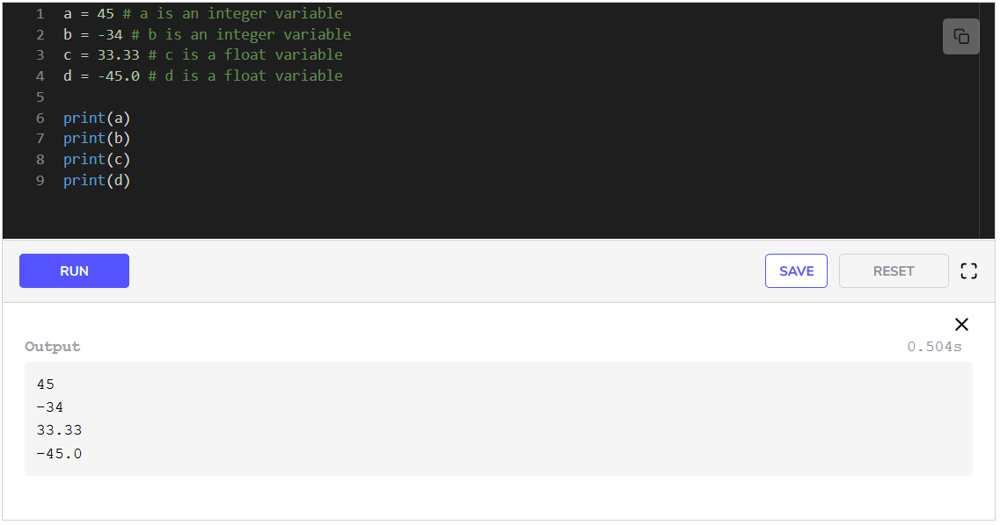 1 a = 45 # a is an integer variable
2 b = -34 # b is an integer variable
3 c = 33.33 # c is a float variable
4 d = -45.0 # d is a float variable
5
6 print(a)
7 print(b)
8 print(c)
9 print(d)
RUN SAVE RESET
Output 0.504s
45
-34
33.33
-45.0